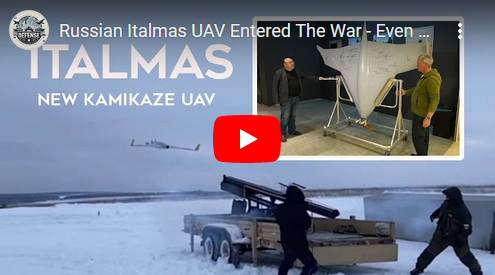 DEFENSE
Russian Italmas UAV Entered The War - Even ...
ITALMAS
NEW KAMIKAZE UAV